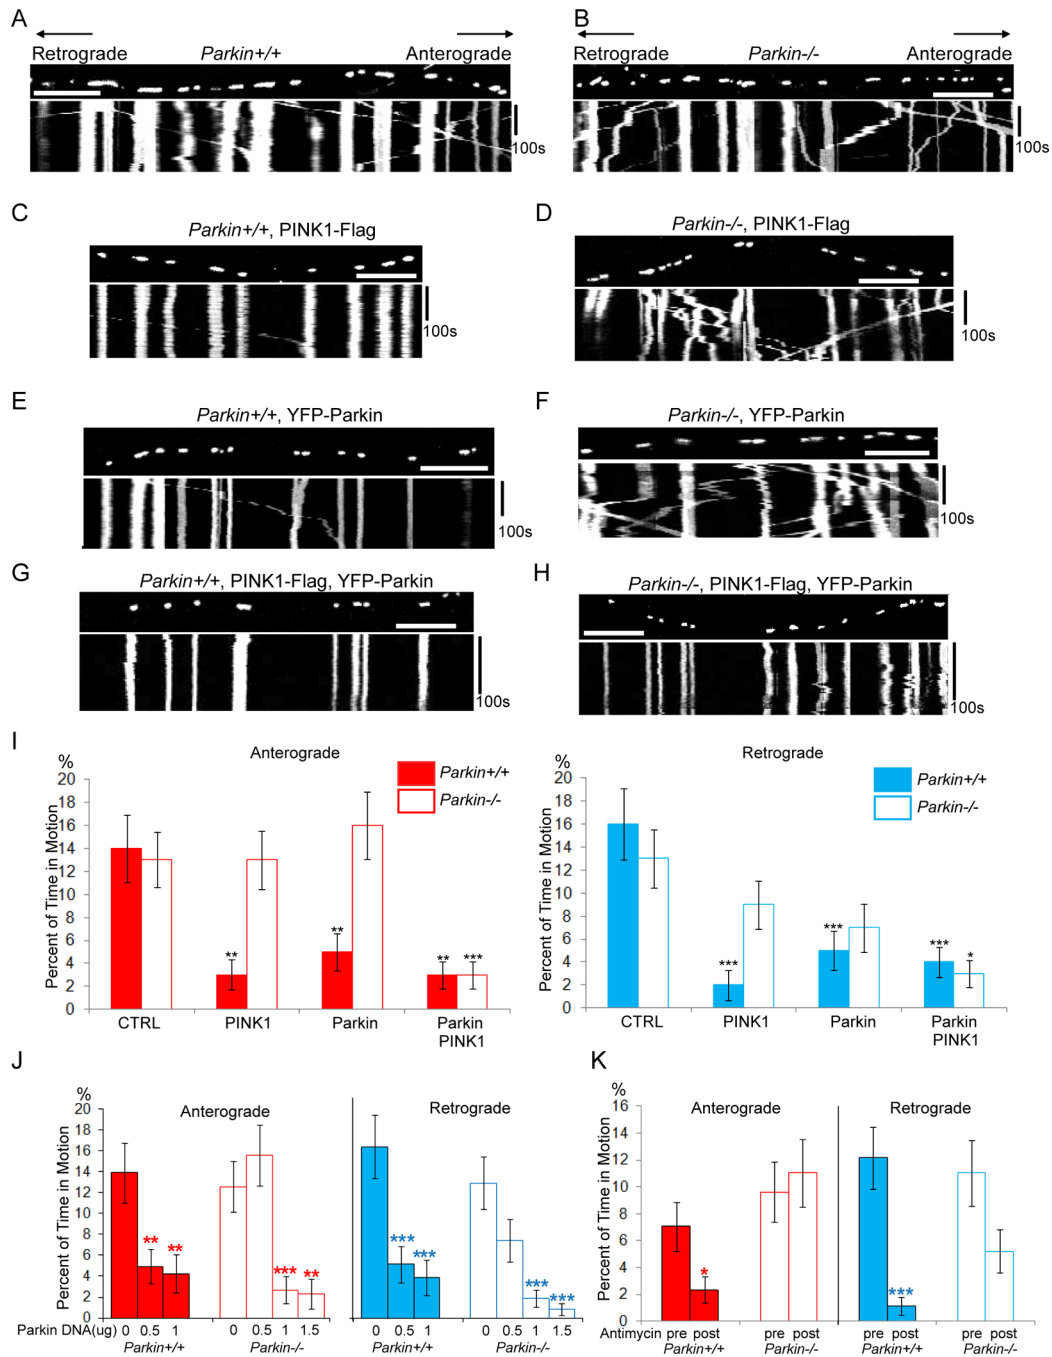 A
Retrograde Parkin+/+ Anterograde
100s
B
Retrograde Parkin-/- Anterograde
100s
C
Parkin+/+, PINK1-Flag
100s
D
Parkin-/-, PINK1-Flag
100s
E
Parkin+/+, YFP-Parkin
100s
F
Parkin-/-, YFP-Parkin
100s
G
Parkin+/+, PINK1-Flag, YFP-Parkin
100s
H
Parkin-/-, PINK1-Flag, YFP-Parkin
100s
I
Anterograde
%
Percent of Time in Motion
20
18
16
14
12
10
8
6
4
2
0
Parkin+/+
Parkin-/-
** ** ** ***
CTRL PINK1 Parkin Parkin
PINK1
Retrograde
%
Percent of Time in Motion
20
18
16
14
12
10
8
6
4
2
0
Parkin+/+
Parkin-/-
*** *** *** *
CTRL PINK1 Parkin Parkin
PINK1
J
%
Percent of Time in Motion
Anterograde Retrograde
20
18
16
14
12
10
8
6
4
2
0
** ** *** ** *** *** *** ***
Parkin DNA(ug) 0 0.5 1 0 0.5 1 1.5 0 0.5 1 0 0.5 1 1.5
Parkin+/+ Parkin-/- Parkin+/+ Parkin-/-
K
%
Percent of Time in Motion
Anterograde Retrograde
16
14
12
10
8
6
4
2
0
* ***
Antimycin pre post pre post pre post pre post
Parkin+/+ Parkin-/- Parkin+/+ Parkin-/-